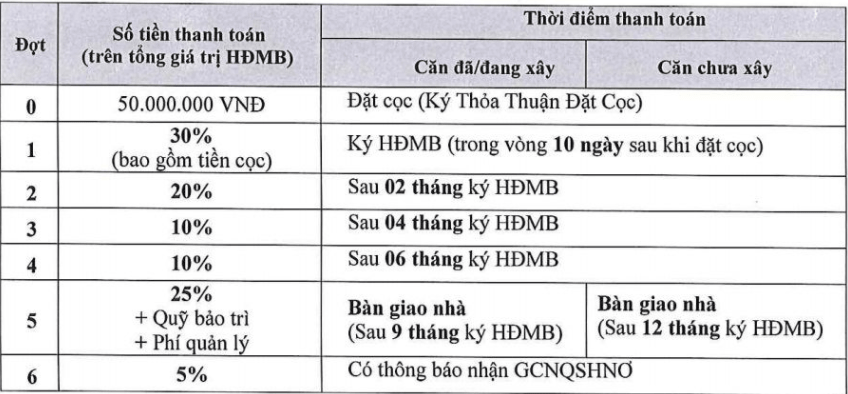 Đợt
Số tiền thanh toán
(trên tổng giá trị HĐMB)
Thời điểm thanh toán
Căn đã/đang xây
Căn chưa xây
0
50.000.000 VNĐ
Đặt cọc (Ký Thỏa Thuận Đặt Cọc)
1
30%
(bao gồm tiền cọc)
Ký HĐMB (trong vòng 10 ngày sau khi đặt cọc)
2
20%
Sau 02 tháng ký HĐMB
3
10%
Sau 04 tháng ký HĐMB
4
10%
Sau 06 tháng ký HĐMB
5
25%
+ Quỹ bảo trì
+ Phí quản lý
Bàn giao nhà
(Sau 9 tháng ký HĐMB)
Bàn giao nhà
(Sau 12 tháng ký HĐMB)
6
5%
Có thông báo nhận GCNQSHNƠ